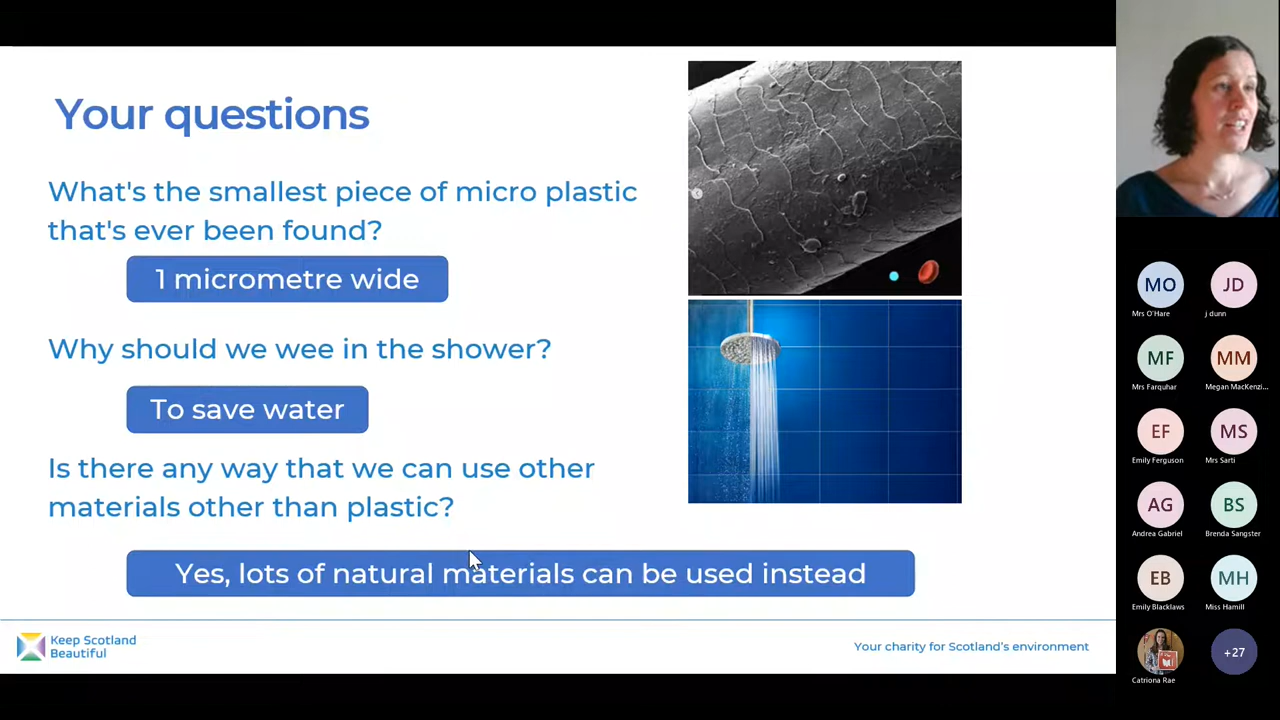 Your questions
What's the smallest piece of micro plastic
that's ever been found?
1 micrometre wide
Why should we wee in the shower?
To save water
Is there any way that we can use other
materials other than plastic?
Yes, lots of natural materials can be used instead
Keep Scotland
Beautiful
Your charity for Scotland's environment
MO
JD
Mrs O'Hare
j dunn
MF
MM
Mrs Farquhar
Megan MacKenzi...
EF
MS
Emily Ferguson
Mrs Sarti
AG
BS
Andrea Gabriel
Brenda Sangster
EB
MH
Emily Blacklaws
Miss Hamill
+27
Catriona Rae